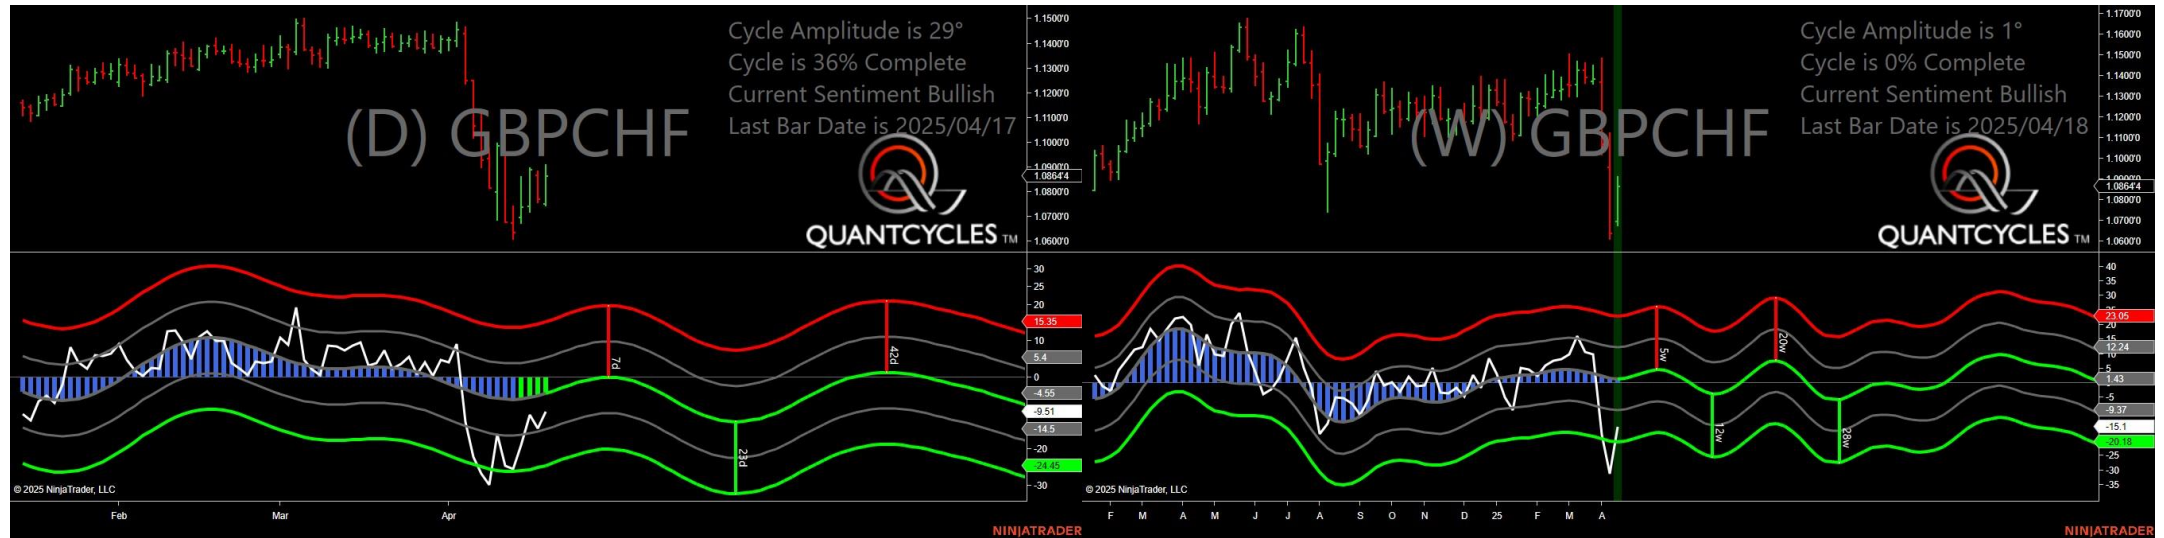 Cycle Amplitude is 29°
Cycle is 36% Complete
Current Sentiment Bullish
Last Bar Date is 2025/04/17
(D) GBPCHF
QUANTCYCLES TM
1.1500'0
1.1400'0
1.1300'0
1.1200'0
1.1100'0
1.1000'0
1.0900'0
1.0864'4
1.0800'0
1.0700'0
1.0600'0
30
25
20
15.35
10
5.4
0
-4.55
-9.51
-14.5
-20
-24.45
-30
7d
23d
42d
© 2025 NinjaTrader, LLC
Feb
Mar
Apr
NINJATRADER
Cycle Amplitude is 1°
Cycle is 0% Complete
Current Sentiment Bullish
Last Bar Date is 2025/04/18
(W) GBPCHF
QUANTCYCLES TM
1.1700'0
1.1600'0
1.1500'0
1.1400'0
1.1300'0
1.1200'0
1.1100'0
1.1000'0
1.0864'4
1.0800'0
1.0700'0
1.0600'0
40
35
30
23.05
20
15
12.24
10
5
1.43
-5
-9.37
-15.1
-20.18
-25
-30
-35
5w
12w
20w
28w
© 2025 NinjaTrader, LLC
F
M
A
M
J
J
A
S
O
N
D
25
F
M
A
NINJATRADER